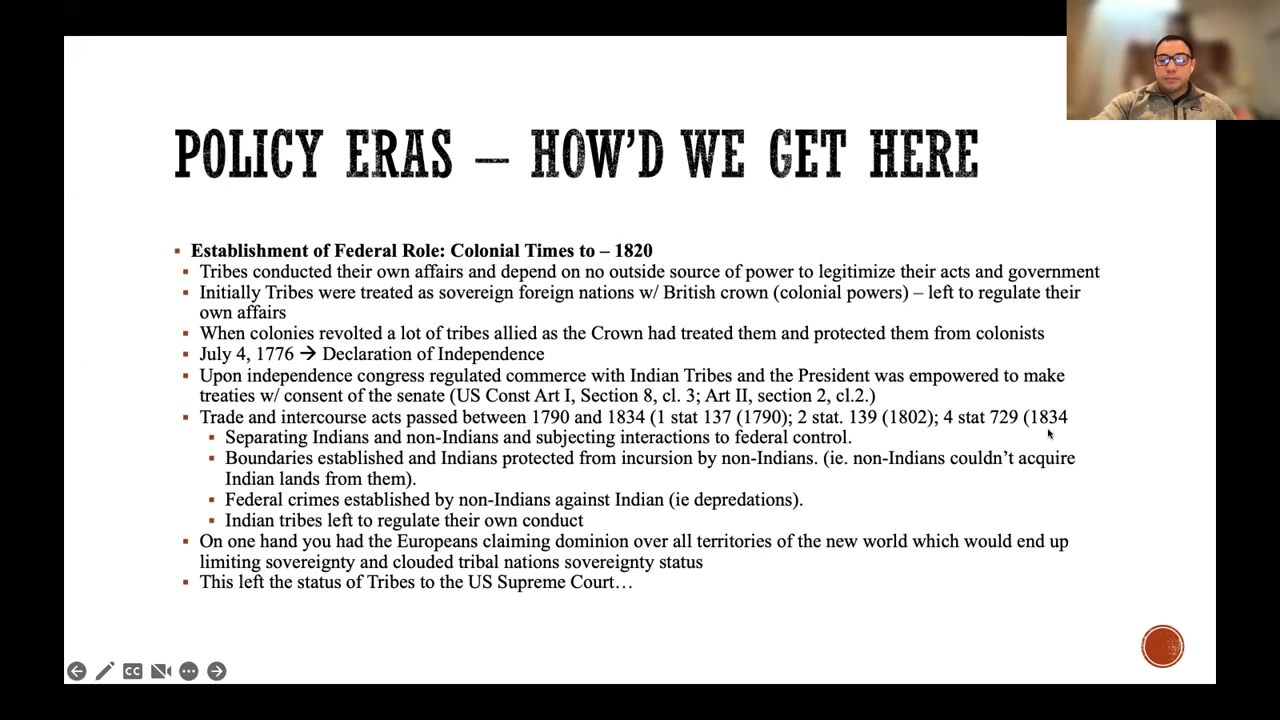 POLICY ERAS – HOW'D WE GET HERE
Establishment of Federal Role: Colonial Times to – 1820
Tribes conducted their own affairs and depend on no outside source of power to legitimize their acts and government
Initially Tribes were treated as sovereign foreign nations w/ British crown (colonial powers) – left to regulate their
own affairs
When colonies revolted a lot of tribes allied as the Crown had treated them and protected them from colonists
July 4, 1776 → Declaration of Independence
Upon independence congress regulated commerce with Indian Tribes and the President was empowered to make
treaties w/ consent of the senate (US Const Art I, Section 8, cl. 3; Art II, section 2, cl.2.)
Trade and intercourse acts passed between 1790 and 1834 (1 stat 137 (1790); 2 stat. 139 (1802); 4 stat 729 (1834
Separating Indians and non-Indians and subjecting interactions to federal control.
Boundaries established and Indians protected from incursion by non-Indians. (ie. non-Indians couldn't acquire
Indian lands from them).
Federal crimes established by non-Indians against Indian (ie depredations).
Indian tribes left to regulate their own conduct
On one hand you had the Europeans claiming dominion over all territories of the new world which would end up
limiting sovereignty and clouded tribal nations sovereignty status
This left the status of Tribes to the US Supreme Court…
CC